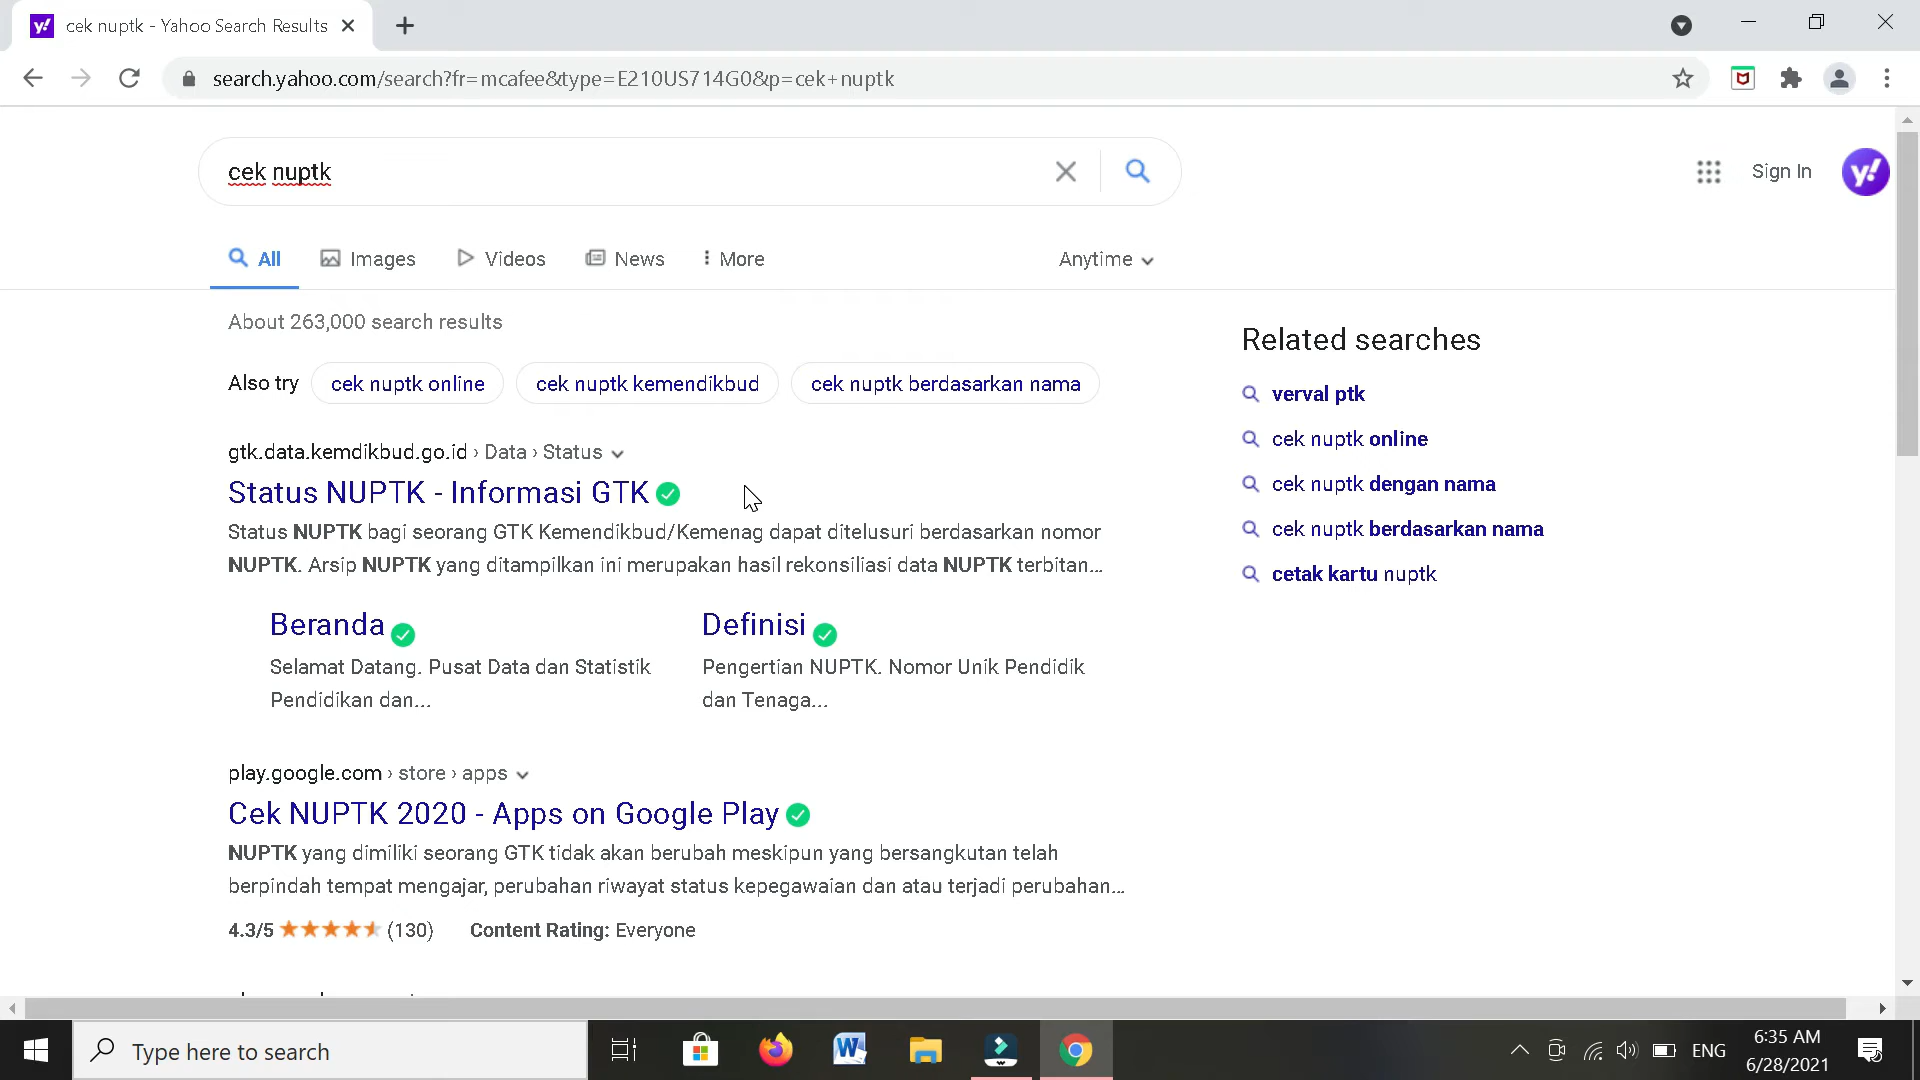 cek nuptk - Yahoo Search Results
search.yahoo.com/search?fr=mcafee&type=E210US714G0&p=cek+nuptk
cek nuptk
Sign In
y!
All
Images
Videos
News
More
Anytime
About 263,000 search results
Also try
cek nuptk online
cek nuptk kemendikbud
cek nuptk berdasarkan nama
gtk.data.kemdikbud.go.id › Data › Status
Status NUPTK - Informasi GTK
Status NUPTK bagi seorang GTK Kemendikbud/Kemenag dapat ditelusuri berdasarkan nomor
NUPTK. Arsip NUPTK yang ditampilkan ini merupakan hasil rekonsiliasi data NUPTK terbitan...
Beranda
Selamat Datang. Pusat Data dan Statistik
Pendidikan dan...
Definisi
Pengertian NUPTK. Nomor Unik Pendidik
dan Tenaga...
play.google.com › store › apps
Cek NUPTK 2020 - Apps on Google Play
NUPTK yang dimiliki seorang GTK tidak akan berubah meskipun yang bersangkutan telah
berpindah tempat mengajar, perubahan riwayat status kepegawaian dan atau terjadi perubahan...
4.3/5 (130) Content Rating: Everyone
Related searches
verval ptk
cek nuptk online
cek nuptk dengan nama
cek nuptk berdasarkan nama
cetak kartu nuptk
Type here to search
ENG
6:35 AM
6/28/2021